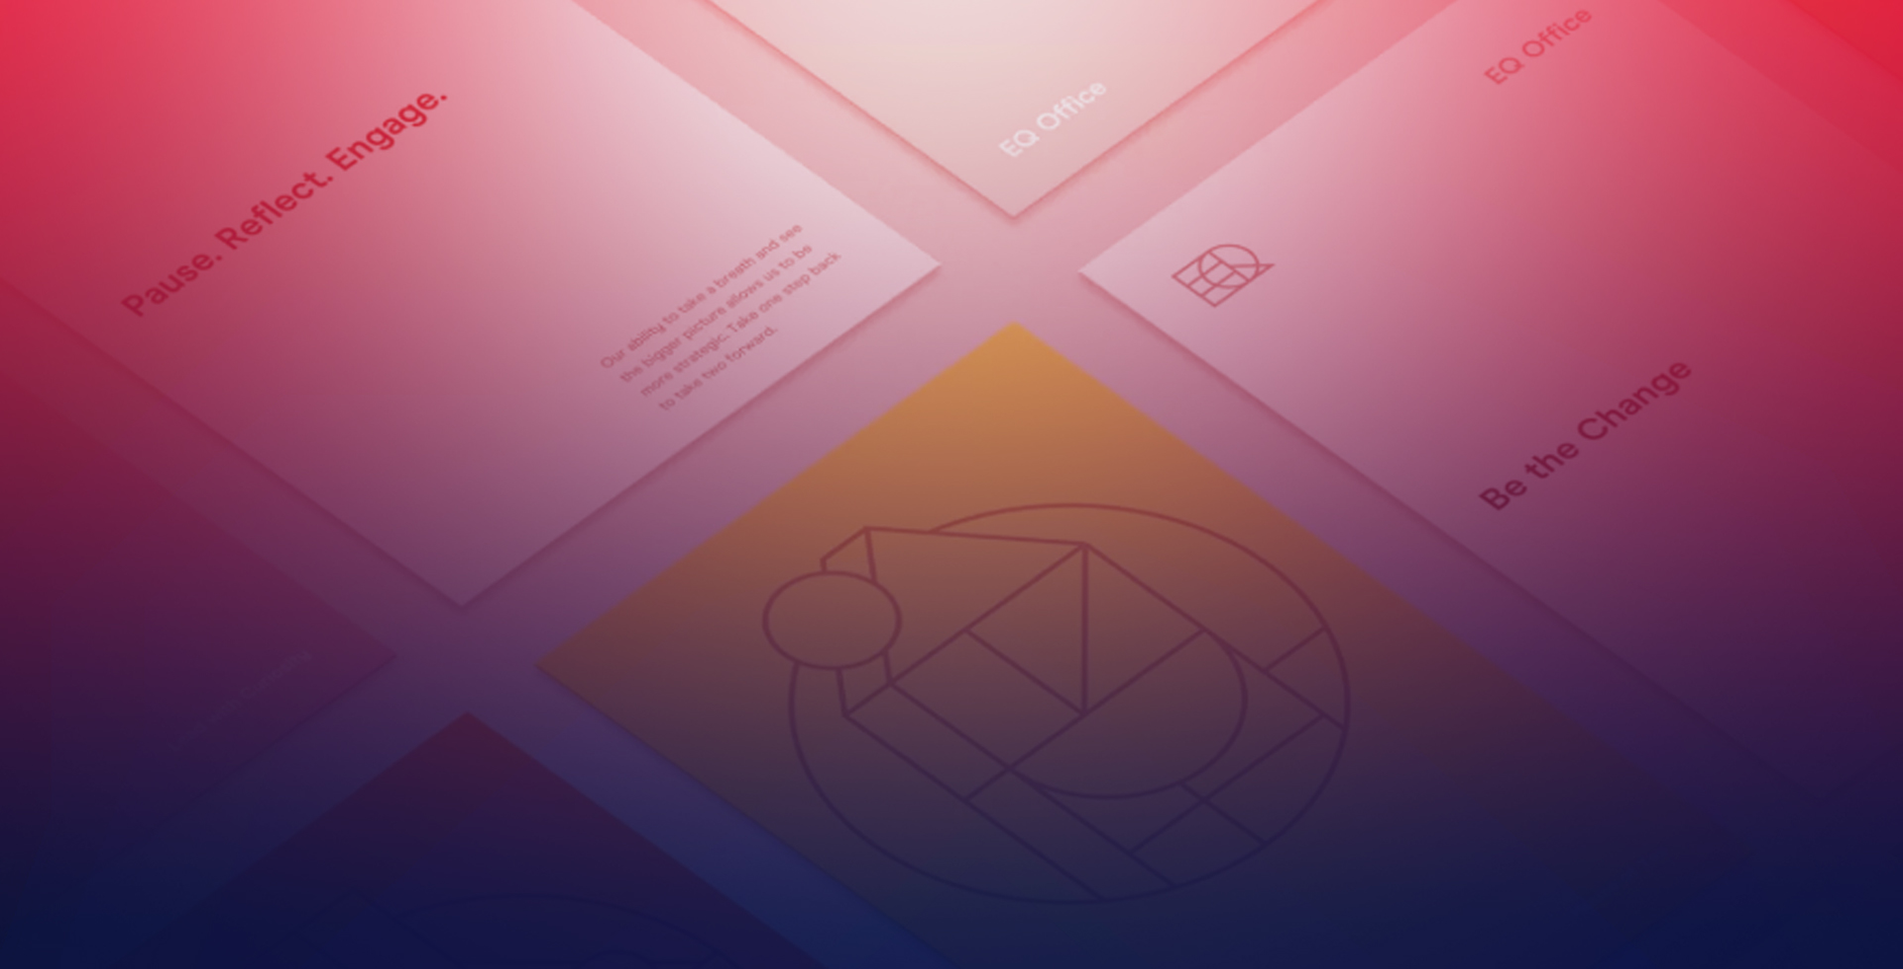 Pause. Reflect. Engage.
Our ability to take a breath and see
the bigger picture allows us to be
more strategic. Take one step back
to take two forward.
EQ Office
EQ Office
Be the Change